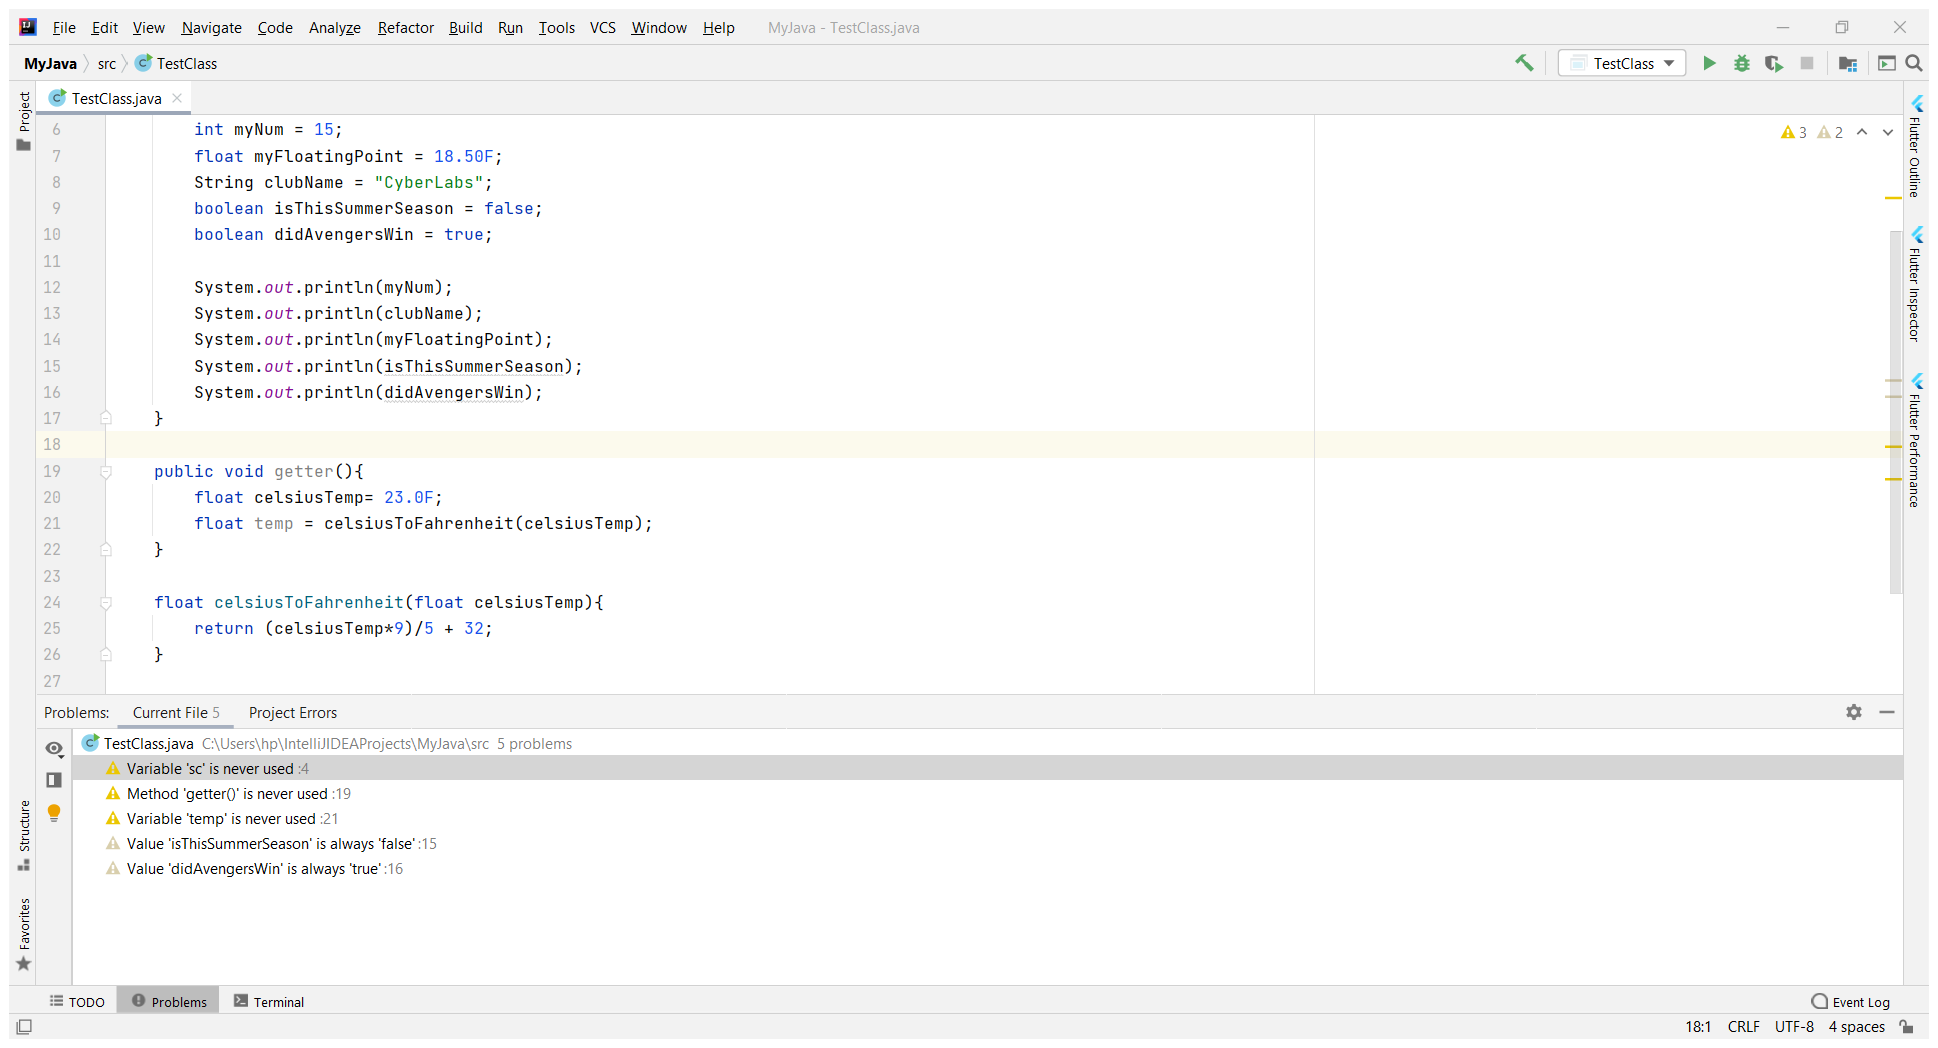 File Edit View Navigate Code Analyze Refactor Build Run Tools VCS Window Help MyJava - TestClass.java
MyJava src TestClass
TestClass
Project
TestClass.java
6 int myNum = 15;
7 float myFloatingPoint = 18.50F;
8 String clubName = "CyberLabs";
9 boolean isThisSummerSeason = false;
10 boolean didAvengersWin = true;
11
12 System.out.println(myNum);
13 System.out.println(clubName);
14 System.out.println(myFloatingPoint);
15 System.out.println(isThisSummerSeason);
16 System.out.println(didAvengersWin);
17 }
18
19 public void getter(){
20 float celsiusTemp= 23.0F;
21 float temp = celsiusToFahrenheit(celsiusTemp);
22 }
23
24 float celsiusToFahrenheit(float celsiusTemp){
25 return (celsiusTemp*9)/5 + 32;
26 }
27
3 2
Flutter Outline
Flutter Inspector
Flutter Performance
Problems: Current File 5 Project Errors
TestClass.java C:\Users\hp\IntelliJIDEAProjects\MyJava\src 5 problems
Variable 'sc' is never used :4
Method 'getter()' is never used :19
Variable 'temp' is never used :21
Value 'isThisSummerSeason' is always 'false' :15
Value 'didAvengersWin' is always 'true' :16
Structure
Favorites
TODO Problems Terminal Event Log
18:1 CRLF UTF-8 4 spaces